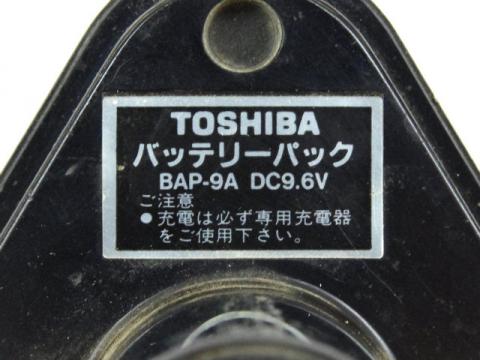 TOSHIBA
バッテリーパック
BAP-9A DC9.6V
ご注意
●充電は必ず専用充電器
をご使用下さい。